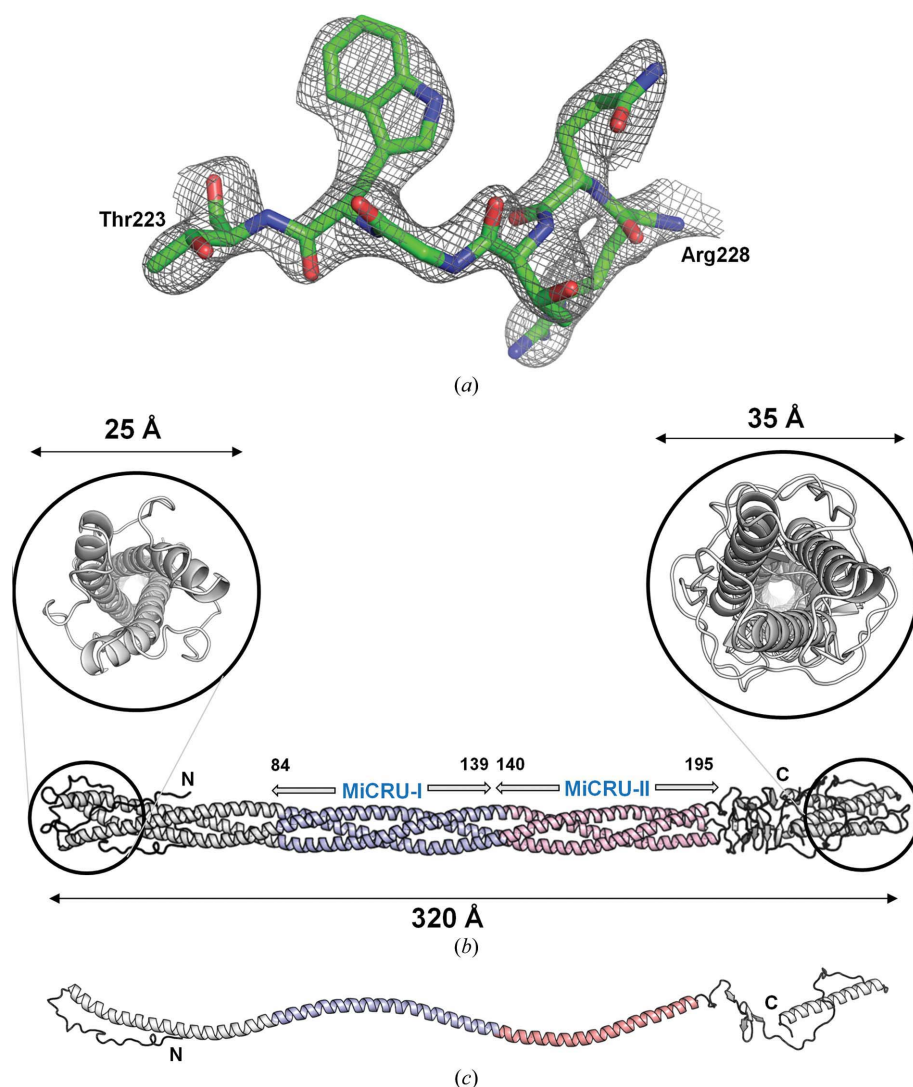 Thr223
Arg228
(a)
25 Å
35 Å
N
84
139
140
195
C
MiCRU-I
MiCRU-II
320 Å
(b)
N
C
(c)